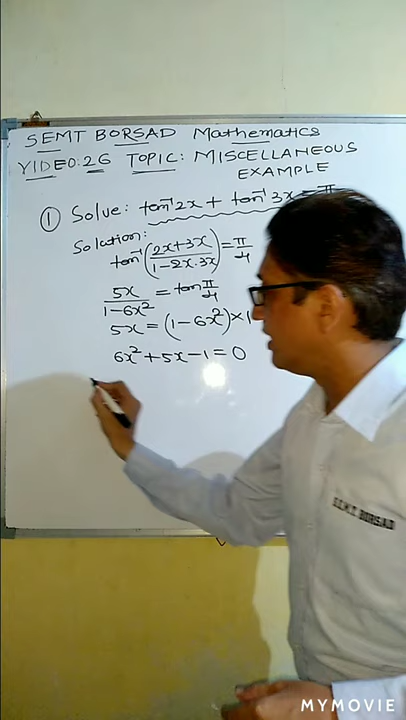 SEMT BORSAD Mathematics
VIDEO:26 TOPIC: MISCELLANEOUS
EXAMPLE
① Solve: tan⁻¹2x + tan⁻¹3x = π
Solution:
tan⁻¹((2x+3x)/(1-2x.3x)) = π/4
5x/(1-6x²) = tan π/4
5x = (1-6x²)×1
6x²+5x-1=0
S.E.M.T. BORSAD
MYMOVIE